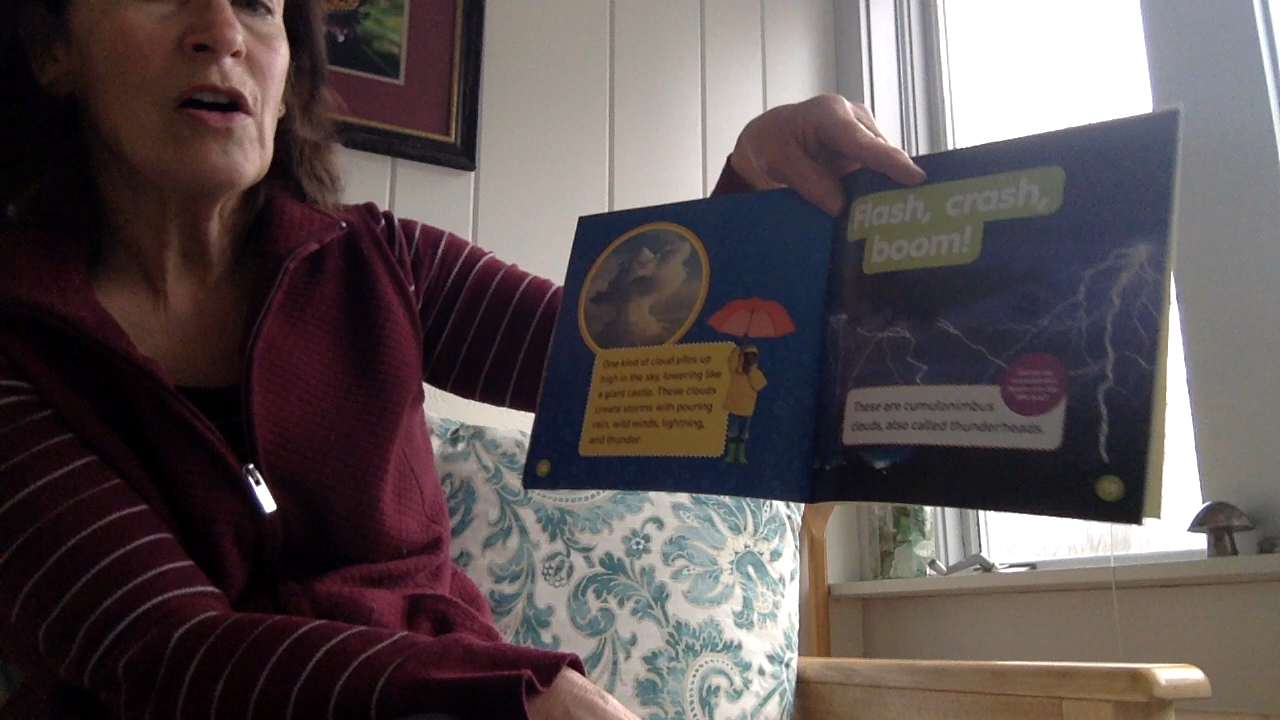 One kind of cloud piles up
high in the sky, towering like
a giant castle. These clouds
create storms with pouring
rain, wild winds, lightning,
and thunder.
Flash, crash,
boom!
These are cumulonimbus
clouds, also called thunderheads.